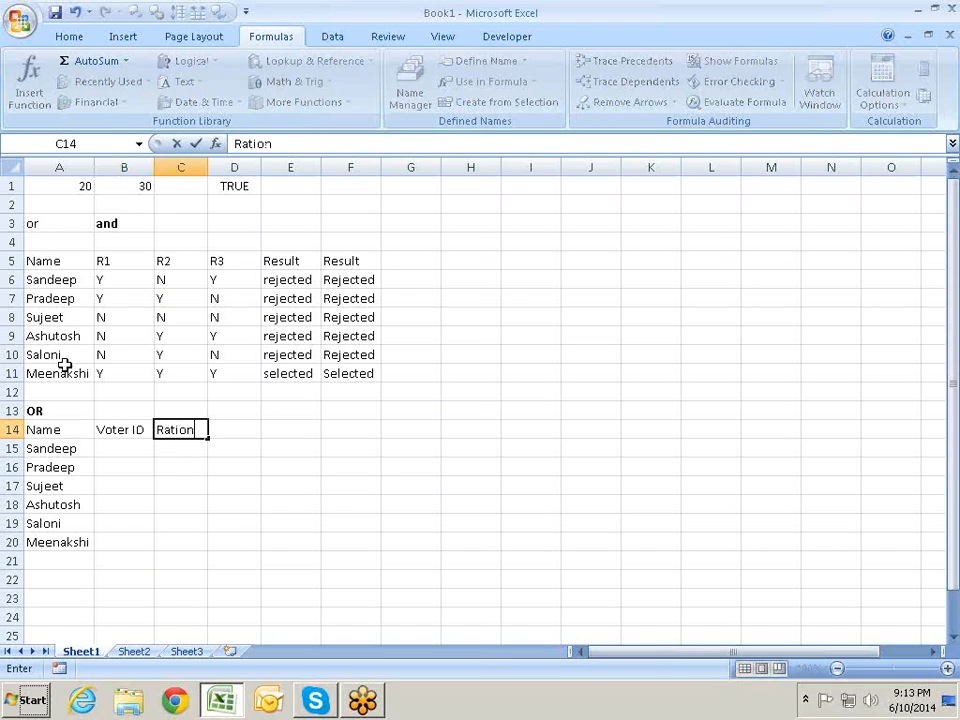 Book1 - Microsoft Excel
Home Insert Page Layout Formulas Data Review View Developer
Σ AutoSum Logical Lookup & Reference Define Name Trace Precedents Show Formulas
Recently Used Text Math & Trig Use in Formula Trace Dependents Error Checking
Insert Function Financial Date & Time More Functions Name Manager Create from Selection Remove Arrows Evaluate Formula Watch Window Calculation Options
Function Library Defined Names Formula Auditing Calculation
C14 fx Ration
A B C D E F G H I J K L M N O
1 20 30 TRUE
2
3 or and
4
5 Name R1 R2 R3 Result Result
6 Sandeep Y N Y rejected Rejected
7 Pradeep Y Y N rejected Rejected
8 Sujeet N N N rejected Rejected
9 Ashutosh N Y Y rejected Rejected
10 Saloni N Y N rejected Rejected
11 Meenakshi Y Y Y selected Selected
12
13 OR
14 Name Voter ID Ration
15 Sandeep
16 Pradeep
17 Sujeet
18 Ashutosh
19 Saloni
20 Meenakshi
21
22
23
24
25
Sheet1 Sheet2 Sheet3
Enter 100%
Start 9:13 PM
6/10/2014